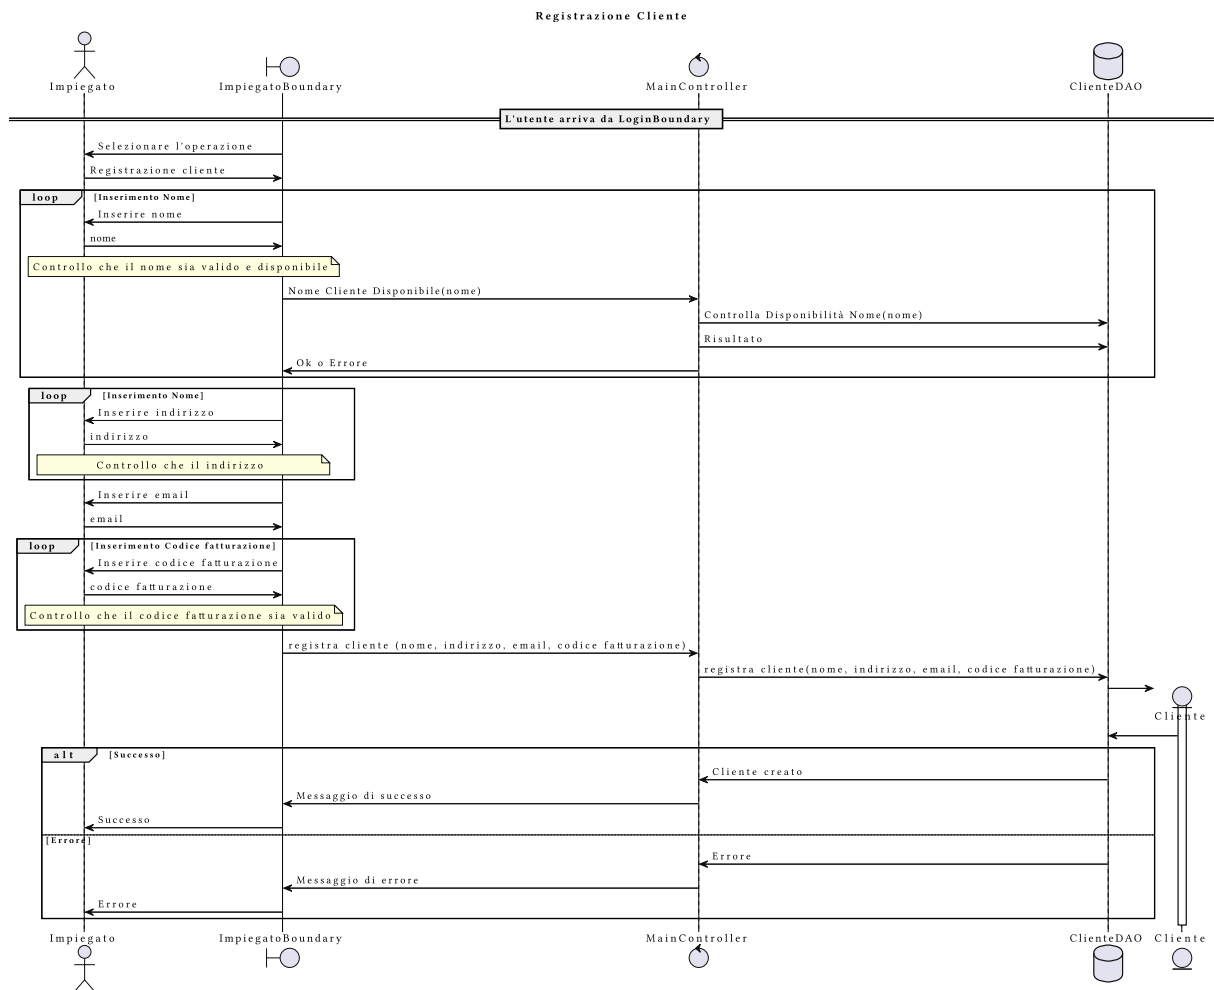 Registrazione Cliente
Impiegato
ImpiegatoBoundary
MainController
ClienteDAO
L'utente arriva da LoginBoundary
Selezionare l'operazione
Registrazione cliente
loop
[Inserimento Nome]
Inserire nome
nome
Controllo che il nome sia valido e disponibile
Nome Cliente Disponibile(nome)
Controlla Disponibilità Nome(nome)
Risultato
Ok o Errore
loop
[Inserimento Nome]
Inserire indirizzo
indirizzo
Controllo che il indirizzo
Inserire email
email
loop
[Inserimento Codice fatturazione]
Inserire codice fatturazione
codice fatturazione
Controllo che il codice fatturazione sia valido
registra cliente (nome, indirizzo, email, codice fatturazione)
registra cliente(nome, indirizzo, email, codice fatturazione)
Cliente
alt
[Successo]
Cliente creato
Messaggio di successo
Successo
[Errore]
Errore
Messaggio di errore
Errore
Impiegato
ImpiegatoBoundary
MainController
ClienteDAO
Cliente